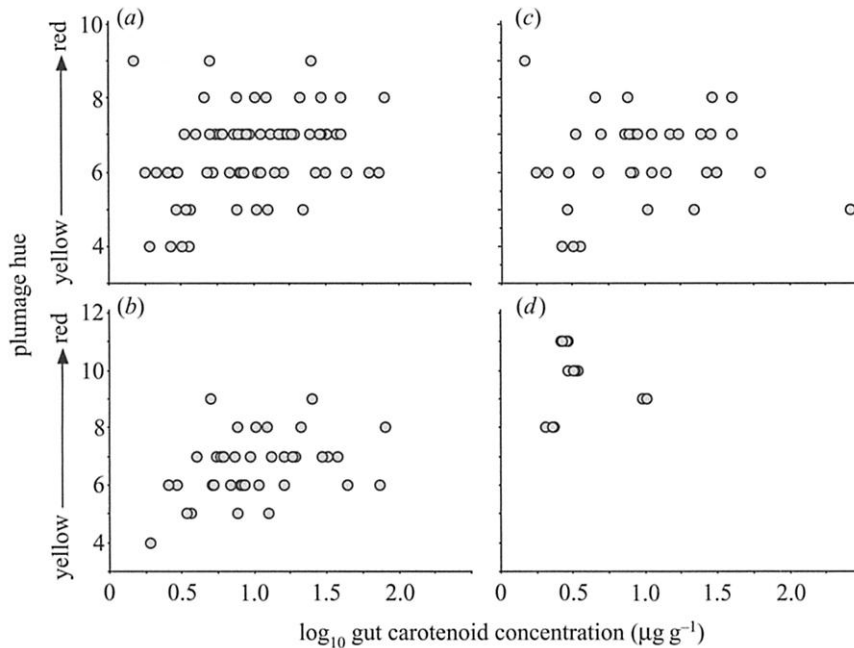 (a)
(c)
10
8
6
4
(b)
(d)
12
10
8
6
4
plumage hue
yellow
red
yellow
red
0
0.5
1.0
1.5
2.0
0
0.5
1.0
1.5
2.0
log10 gut carotenoid concentration (µg g–1)